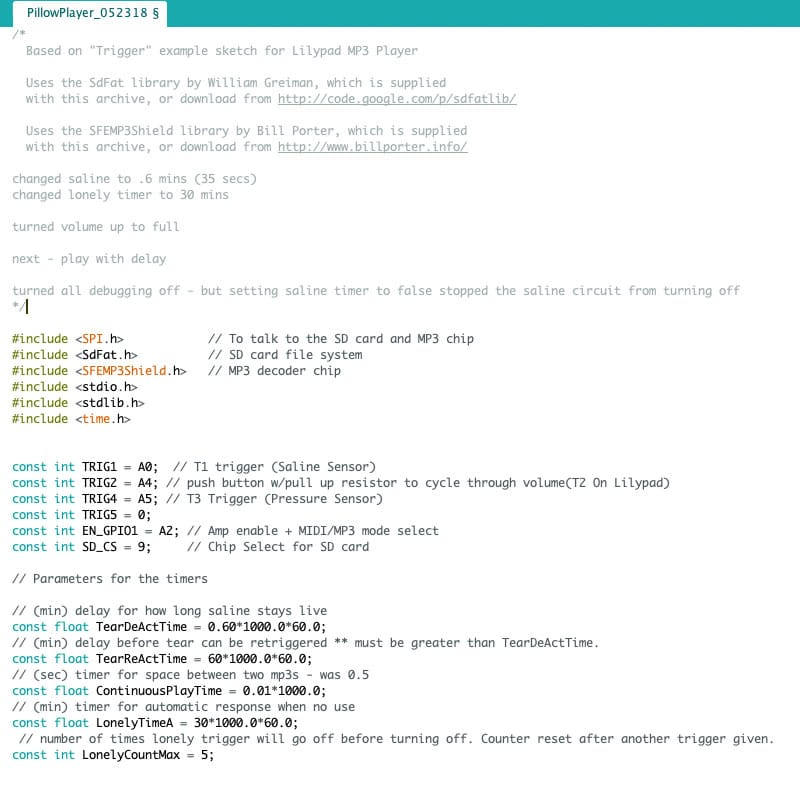 PillowPlayer_052318 §
/*
  Based on "Trigger" example sketch for Lilypad MP3 Player

  Uses the SdFat library by William Greiman, which is supplied
  with this archive, or download from http://code.google.com/p/sdfatlib/

  Uses the SFEMP3Shield library by Bill Porter, which is supplied
  with this archive, or download from http://www.billporter.info/

changed saline to .6 mins (35 secs)
changed lonely timer to 30 mins

turned volume up to full

next - play with delay

turned all debugging off - but setting saline timer to false stopped the saline circuit from turning off
*/

#include <SPI.h>            // To talk to the SD card and MP3 chip
#include <SdFat.h>          // SD card file system
#include <SFEMP3Shield.h>   // MP3 decoder chip
#include <stdio.h>
#include <stdlib.h>
#include <time.h>


const int TRIG1 = A0;  // T1 trigger (Saline Sensor)
const int TRIG2 = A4; // push button w/pull up resistor to cycle through volume(T2 On Lilypad)
const int TRIG4 = A5; // T3 Trigger (Pressure Sensor)
const int TRIG5 = 0;
const int EN_GPIO1 = A2; // Amp enable + MIDI/MP3 mode select
const int SD_CS = 9;     // Chip Select for SD card

// Parameters for the timers

// (min) delay for how long saline stays live
const float TearDeActTime = 0.60*1000.0*60.0;
// (min) delay before tear can be retriggered ** must be greater than TearDeActTime.
const float TearReActTime = 60*1000.0*60.0;
// (sec) timer for space between two mp3s - was 0.5
const float ContinuousPlayTime = 0.01*1000.0;
// (min) timer for automatic response when no use
const float LonelyTimeA = 30*1000.0*60.0;
 // number of times lonely trigger will go off before turning off. Counter reset after another trigger given.
const int LonelyCountMax = 5;